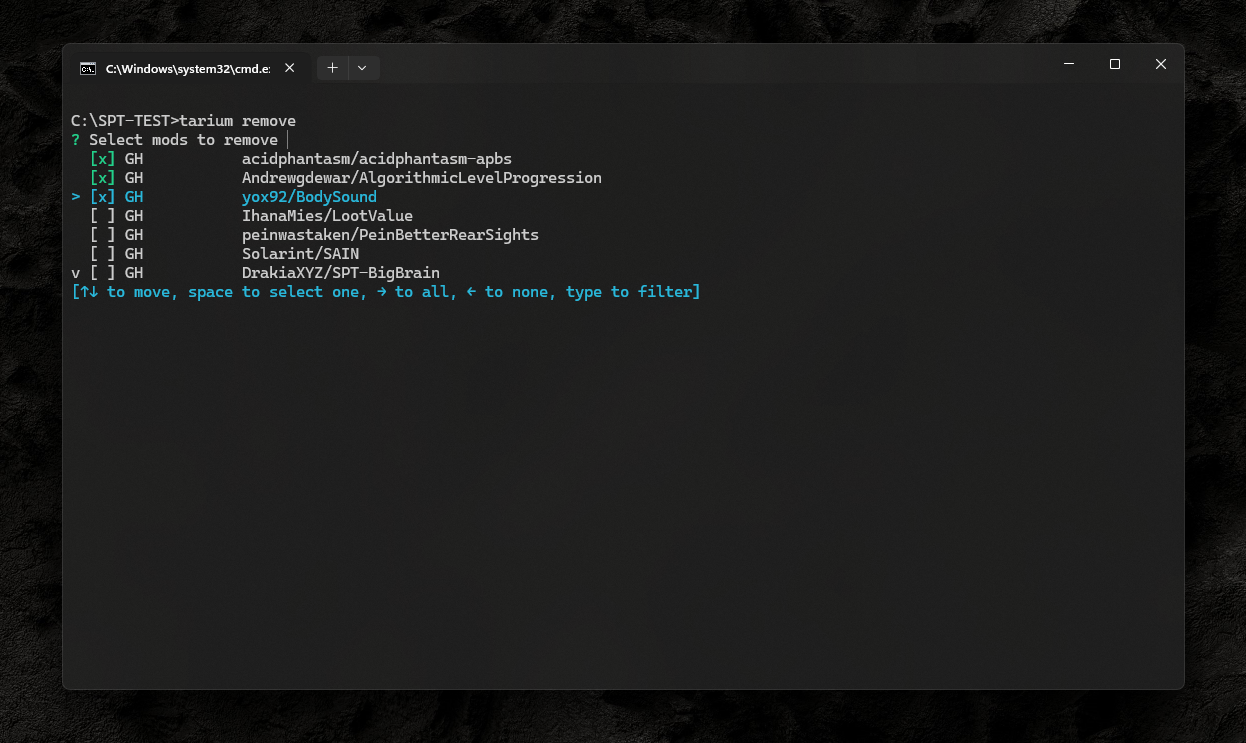 C:\Windows\system32\cmd.e:
C:\SPT-TEST>tarium remove
? Select mods to remove
[x] GH acidphantasm/acidphantasm-apbs
[x] GH Andrewgdewar/AlgorithmicLevelProgression
> [x] GH yox92/BodySound
[ ] GH IhanaMies/LootValue
[ ] GH peinwastaken/PeinBetterRearSights
[ ] GH Solarint/SAIN
v [ ] GH DrakiaXYZ/SPT-BigBrain
[↑↓ to move, space to select one, → to all, ← to none, type to filter]